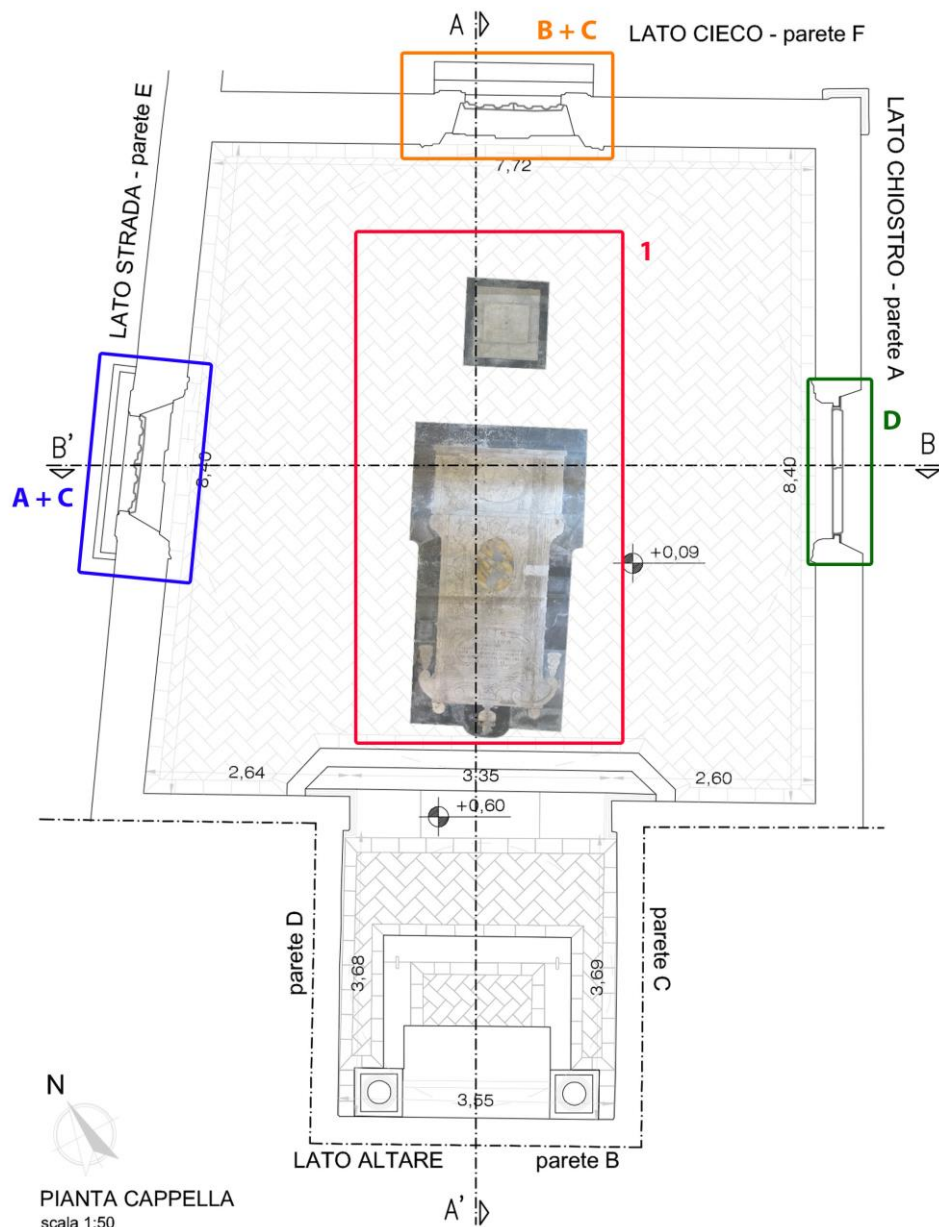 A
B + C
LATO CIECO - parete F
LATO STRADA - parete E
LATO CHIOSTRO - parete A
7,72
1
D
B'
B
A + C
8,20
8,40
+0,09
2,64
3,35
2,60
+0,60
parete D
parete C
3,68
3,69
3,55
N
LATO ALTARE
parete B
A'
PIANTA CAPPELLA
scala 1:50